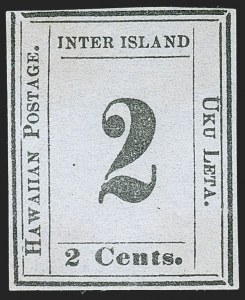 INTER ISLAND
HAWAIIAN POSTAGE.
2
UKU LETA.
2 Cents.